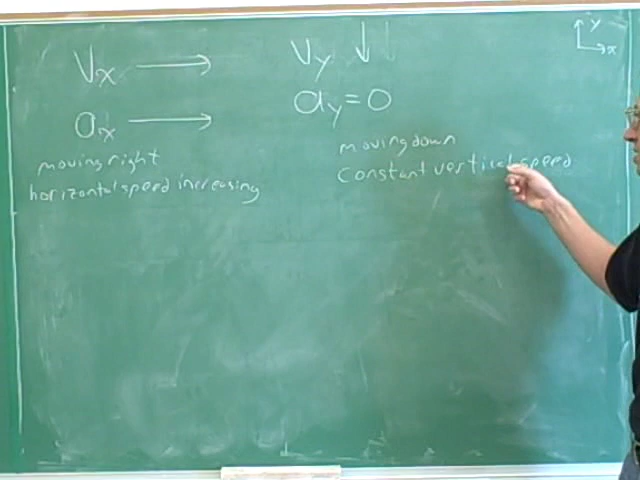 Vx →
ax →
moving right
horizontal speed increasing
Vy ↓
ay = 0
moving down
Constant vertical speed
y
x